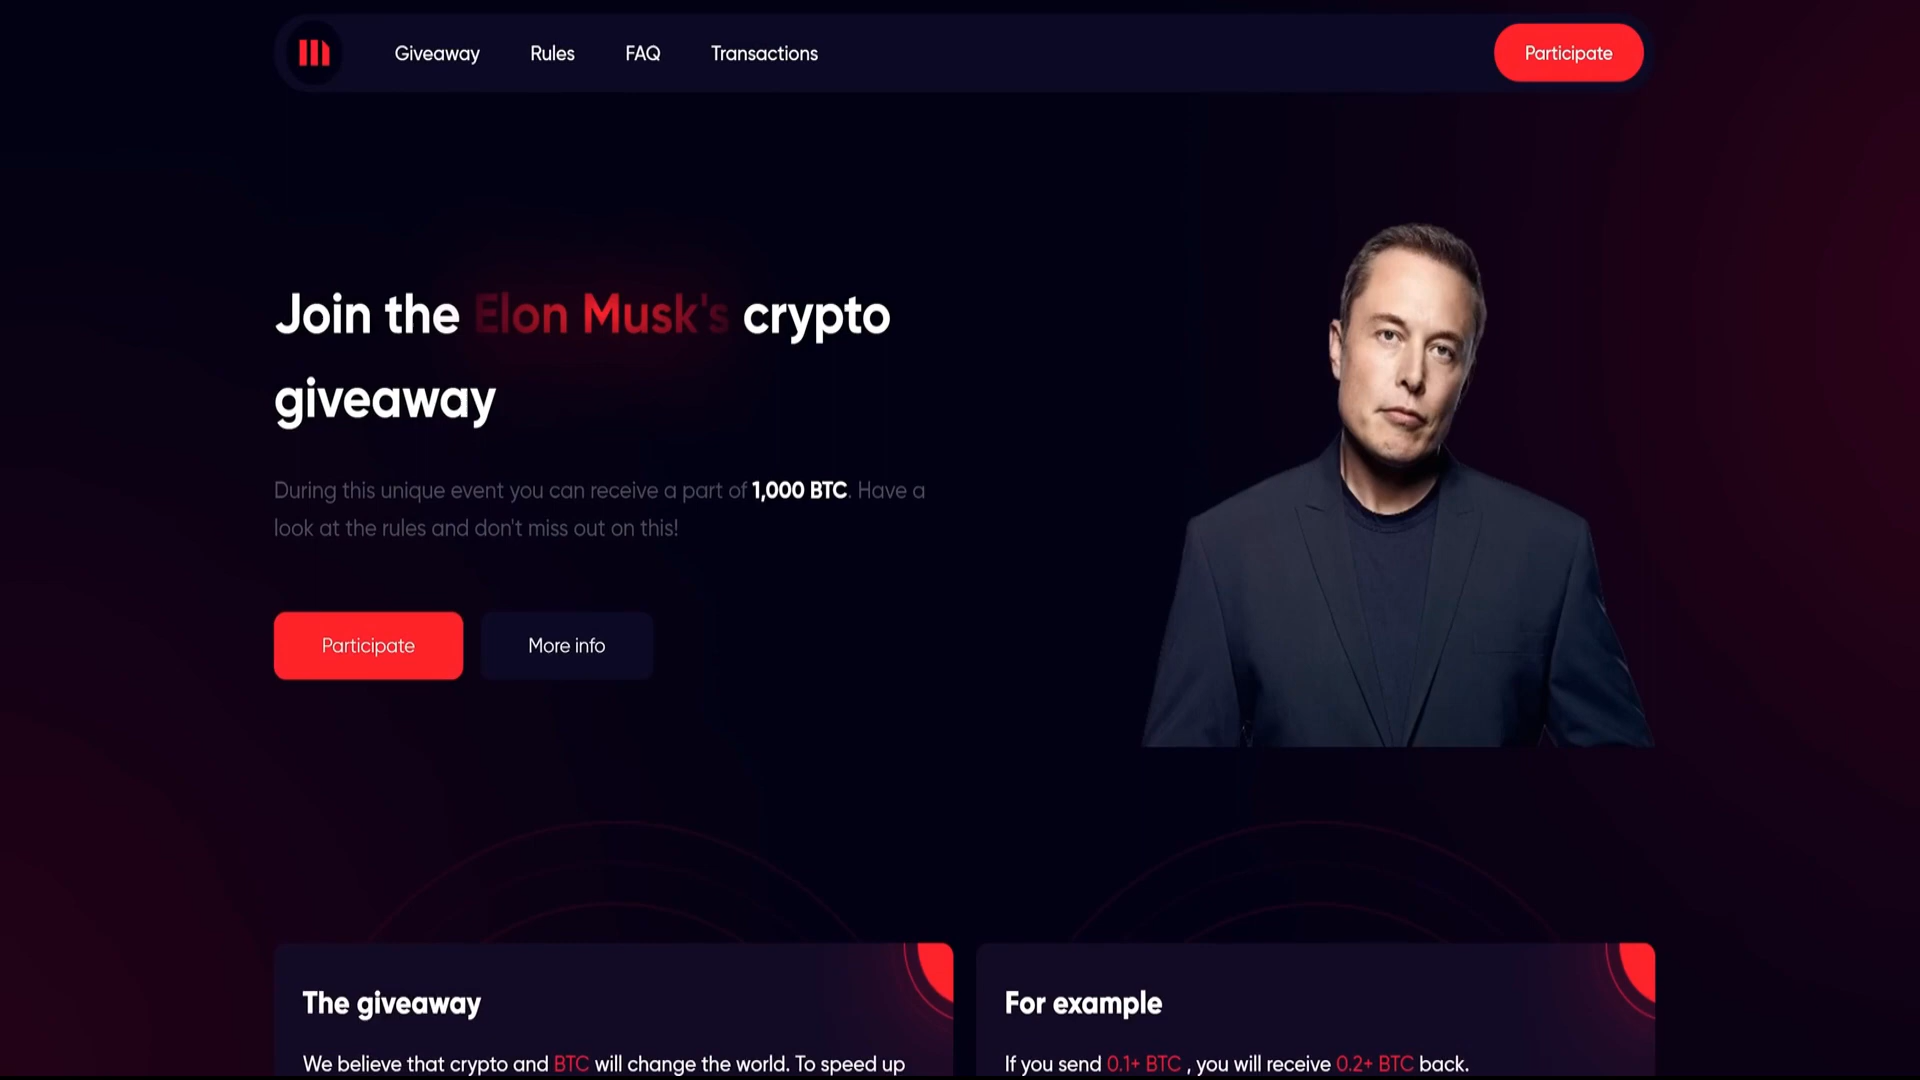 Giveaway Rules FAQ Transactions Participate
Join the Elon Musk's crypto
giveaway
During this unique event you can receive a part of 1,000 BTC. Have a
look at the rules and don't miss out on this!
Participate More info
The giveaway
We believe that crypto and BTC will change the world. To speed up
For example
If you send 0.1+ BTC , you will receive 0.2+ BTC back.